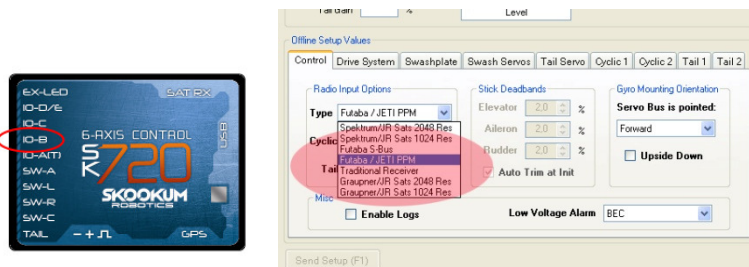 EX-LED
SAT RX
IO-D/E
IO-C
IO-B
IO-A(T)
SW-A
SW-L
SW-R
SW-C
TAIL
6-AXIS CONTROL
SK720
SKOOKUM
ROBOTICS
USB
GPS
Tail Gain %
Level
Offline Setup Values
Control Drive System Swashplate Swash Servos Tail Servo Cyclic 1 Cyclic 2 Tail 1 Tail 2
Radio Input Options
Type Futaba / JETI PPM
Spektrum/JR Sats 2048 Res
Spektrum/JR Sats 1024 Res
Futaba S-Bus
Futaba / JETI PPM
Traditional Receiver
Graupner/JR Sats 2048 Res
Graupner/JR Sats 1024 Res
Cyclic
Tail
Stick Deadbands
Elevator 2.0 %
Aileron 2.0 %
Rudder 2.0 %
Auto Trim at Init
Gyro Mounting Orientation
Servo Bus is pointed:
Forward
Upside Down
Misc
Enable Logs
Low Voltage Alarm BEC
Send Setup (F1)